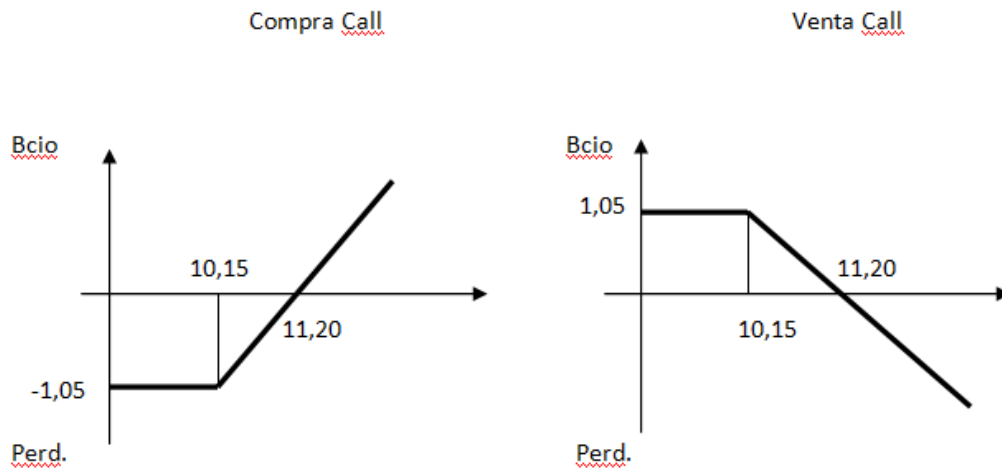 Compra Call
Venta Call
Bcio
10,15
11,20
-1,05
Perd.
Bcio
1,05
11,20
10,15
Perd.